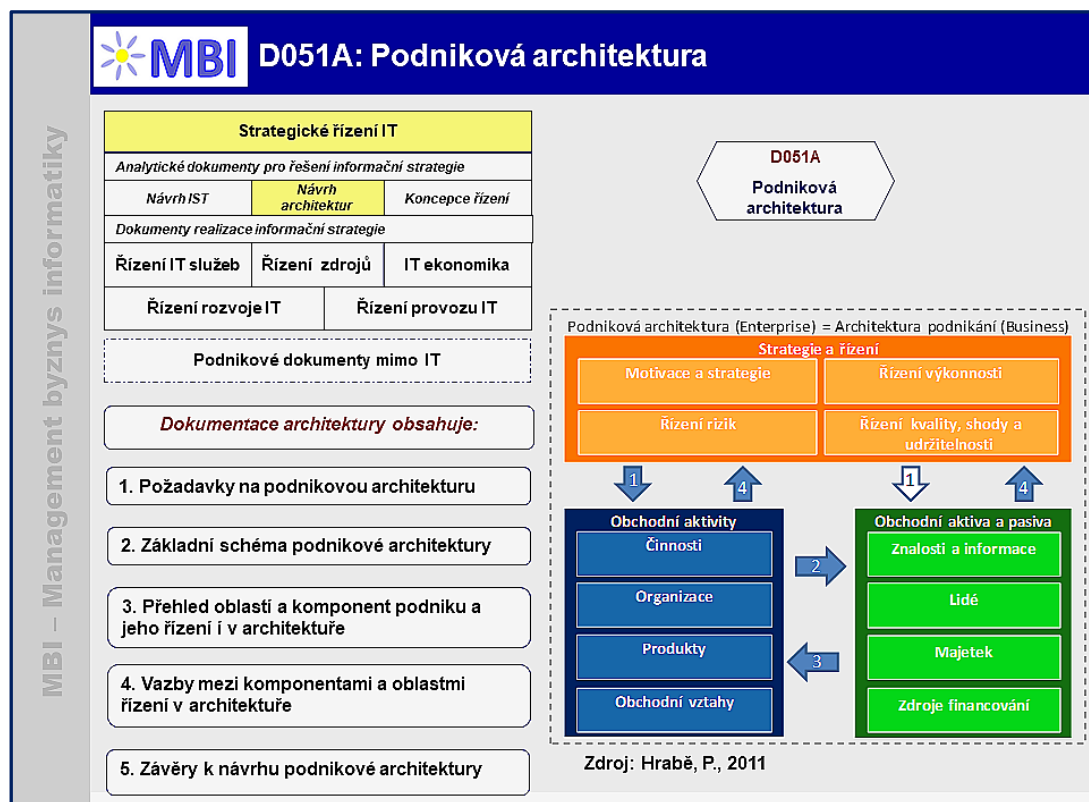 MBI – Management byznys informatiky
MBI
D051A: Podniková architektura
Strategické řízení IT
Analytické dokumenty pro řešení informační strategie
Návrh IST
Návrh
architektur
Koncepce řízení
Dokumenty realizace informační strategie
Řízení IT služeb
Řízení zdrojů
IT ekonomika
Řízení rozvoje IT
Řízení provozu IT
Podnikové dokumenty mimo IT
Dokumentace architektury obsahuje:
1. Požadavky na podnikovou architekturu
2. Základní schéma podnikové architektury
3. Přehled oblastí a komponent podniku a
jeho řízení í v architektuře
4. Vazby mezi komponentami a oblastmi
řízení v architektuře
5. Závěry k návrhu podnikové architektury
D051A
Podniková
architektura
Podniková architektura (Enterprise) = Architektura podnikání (Business)
Strategie a řízení
Motivace a strategie
Řízení výkonnosti
Řízení rizik
Řízení kvality, shody a
udržitelnosti
1
4
1
4
Obchodní aktivity
Činnosti
Organizace
Produkty
Obchodní vztahy
2
3
Obchodní aktiva a pasiva
Znalosti a informace
Lidé
Majetek
Zdroje financování
Zdroj: Hrabě, P., 2011